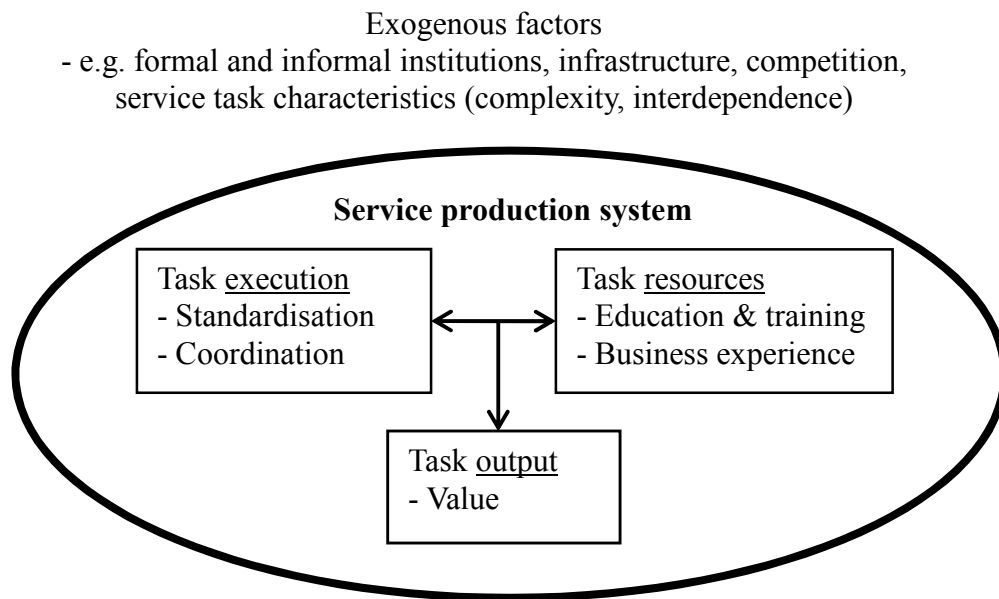 Exogenous factors
- e.g. formal and informal institutions, infrastructure, competition,
service task characteristics (complexity, interdependence)
Service production system
Task execution
- Standardisation
- Coordination
Task resources
- Education & training
- Business experience
Task output
- Value